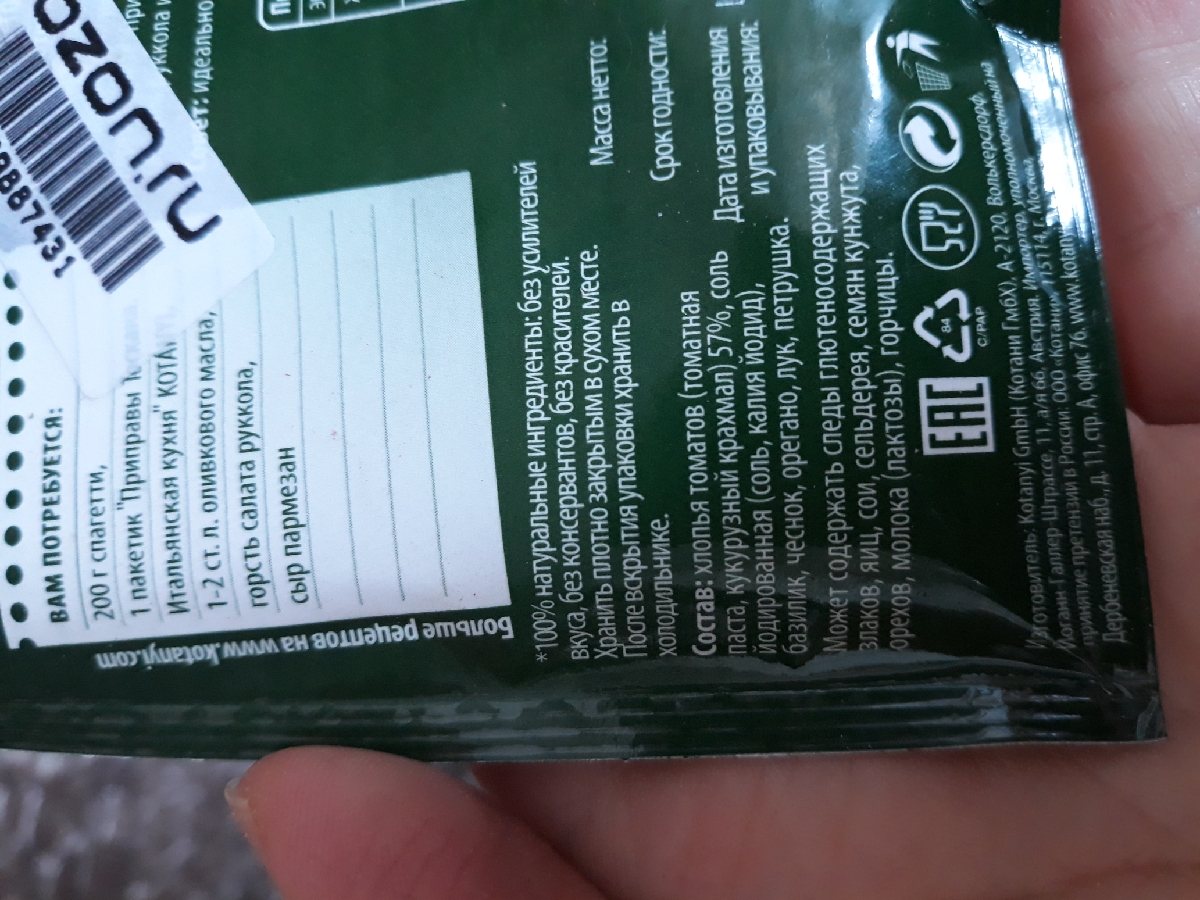 ozon.ru
887431
ВАМ ПОТРЕБУЕТСЯ:
200 г спагетти,
1 пакетик "Приправы
Итальянская кухня"
1-2 ст. л. оливкового масла,
горсть салата рукола,
сыр пармезан
Больше рецептов на www.kotanyi.com
идеально
*100% натуральные ингредиенты: без усилителей
вкуса, без консервантов, без красителей.
Хранить плотно закрытым в сухом месте.
После вскрытия упаковки хранить в
холодильнике.
Состав: хлопья томатов (томатная
паста, кукурузный крахмал) 57%, соль
йодированная (соль, калия йодид),
базилик, чеснок, орегано, лук, петрушка.
Может содержать следы глютеносодержащих
злаков, яиц, сои, сельдерея, семян кунжута,
орехов, молока (лактозы), горчицы.
Масса нетто:
Срок годности:
Дата изготовления
и упаковывания:
EAC
84
C/PAP
Изготовитель: Kotanyi GmbH (Котани ГмбХ), А-2120, Волькерсдорф,
Йохани-Галлер-Штрассе, 11, а/я 66, Австрия. Импортер, уполномоченный на
принятие претензий в России: ООО «Котани», 115114, г. Москва,
Дербеневская наб., д. 11, стр. А, офис 76. www.kotanyi